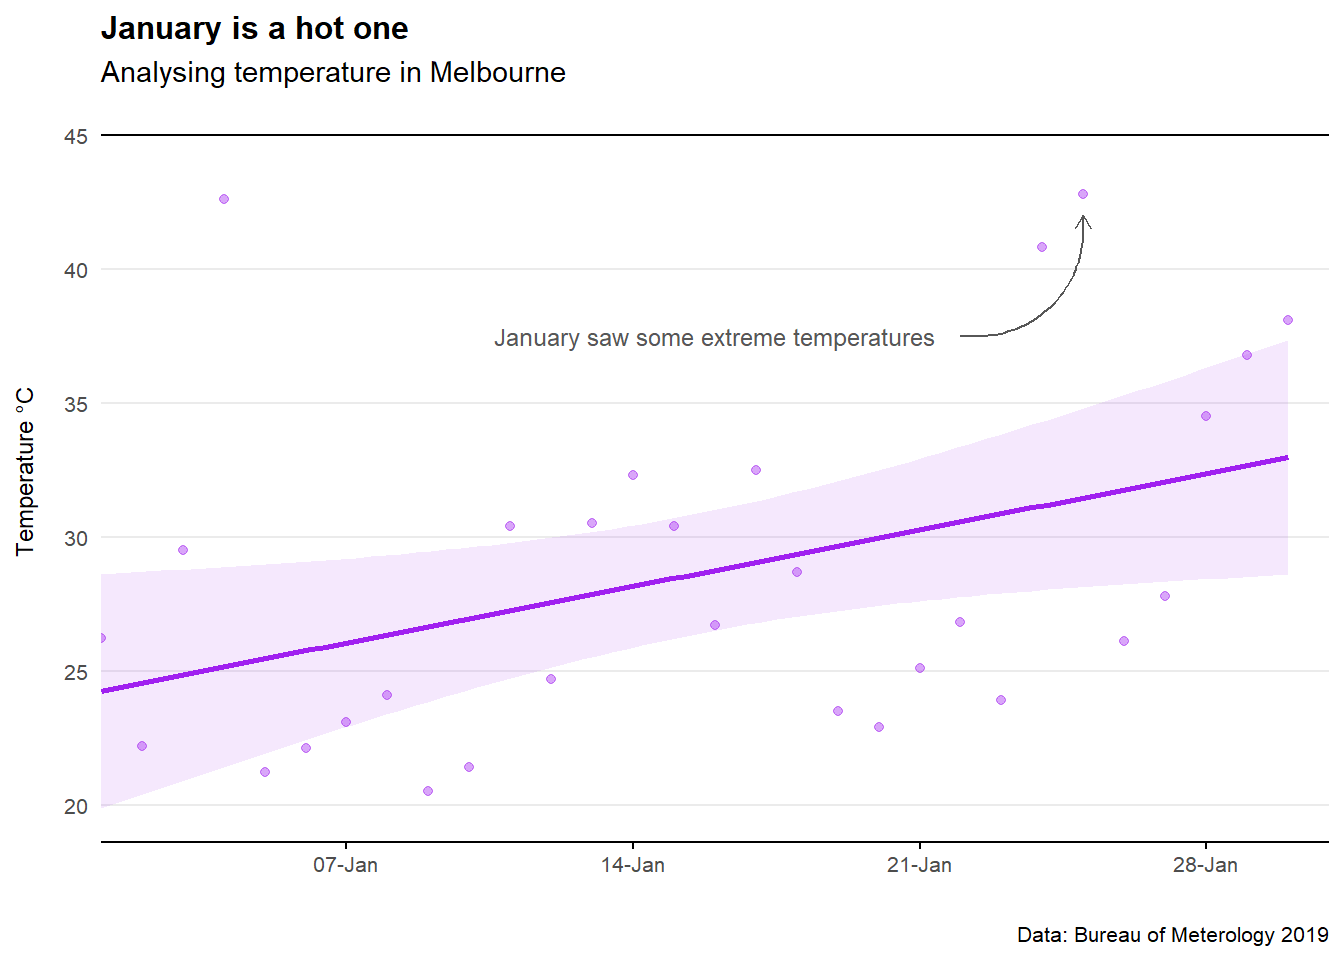 January is a hot one
Analysing temperature in Melbourne
45
40
January saw some extreme temperatures
35
Temperature °C
30
25
20
07-Jan 14-Jan 21-Jan 28-Jan
Data: Bureau of Meterology 2019